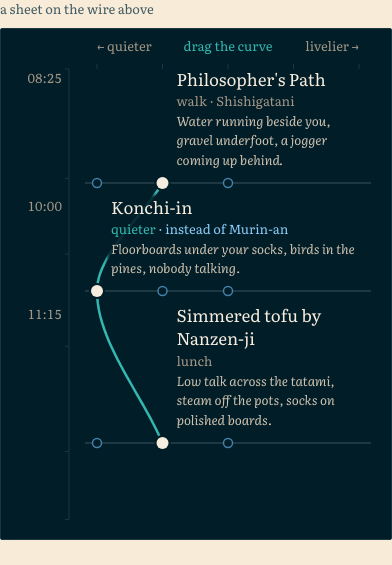 a sheet on the wire above
← quieter drag the curve livelier →
08:25
Philosopher's Path
walk · Shishigatani
Water running beside you,
gravel underfoot, a jogger
coming up behind.
10:00
Konchi-in
quieter · instead of Murin-an
Floorboards under your socks, birds in the
pines, nobody talking.
11:15
Simmered tofu by
Nanzen-ji
lunch
Low talk across the tatami,
steam off the pots, socks on
polished boards.